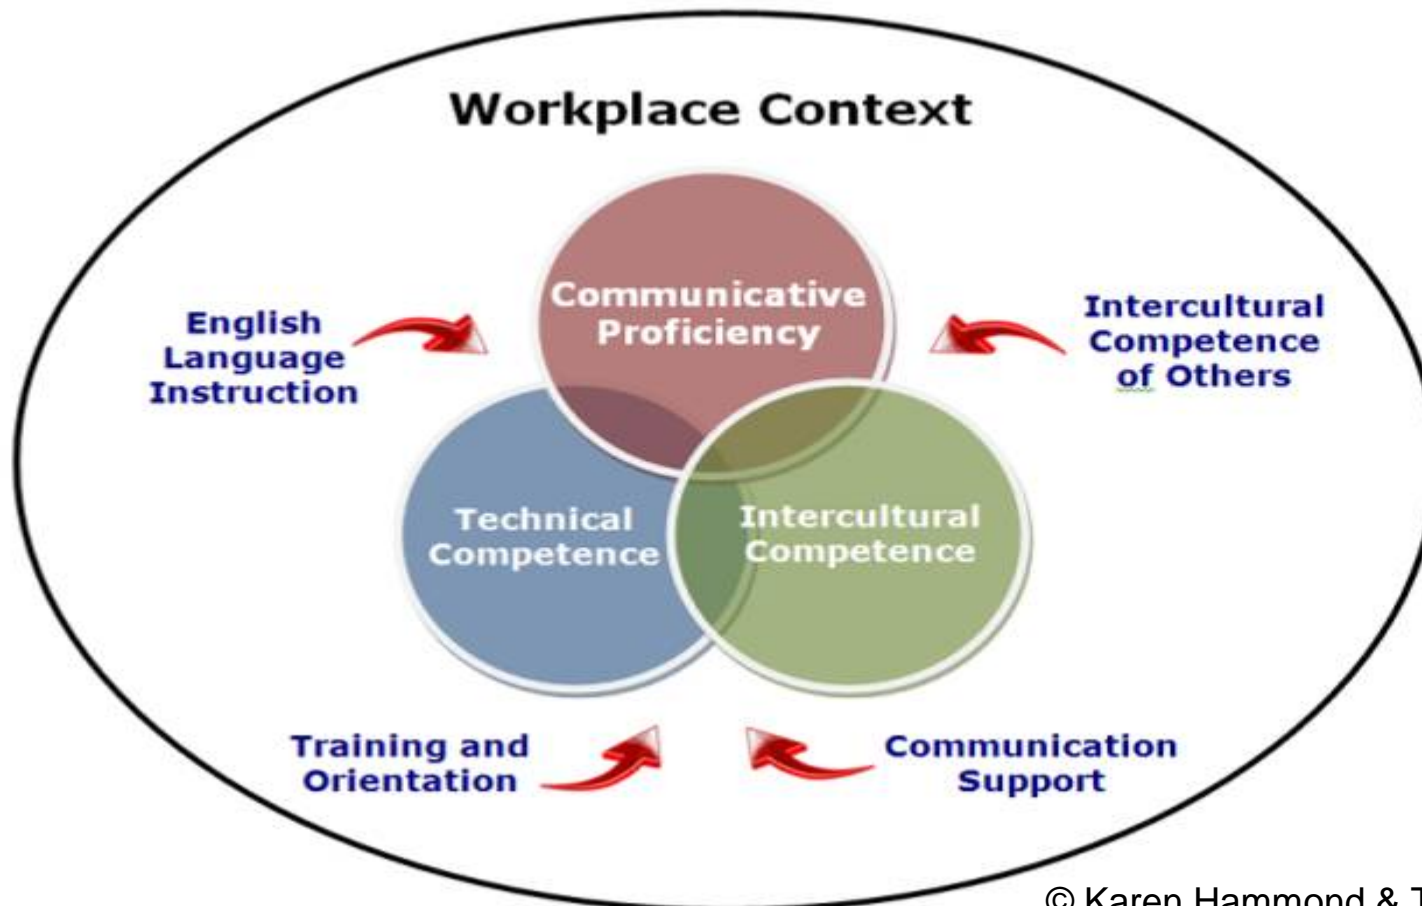 Workplace Context
Communicative
Proficiency
English
Language
Instruction
Intercultural
Competence
of Others
Technical
Competence
Intercultural
Competence
Training and
Orientation
Communication
Support
© Karen Hammond &